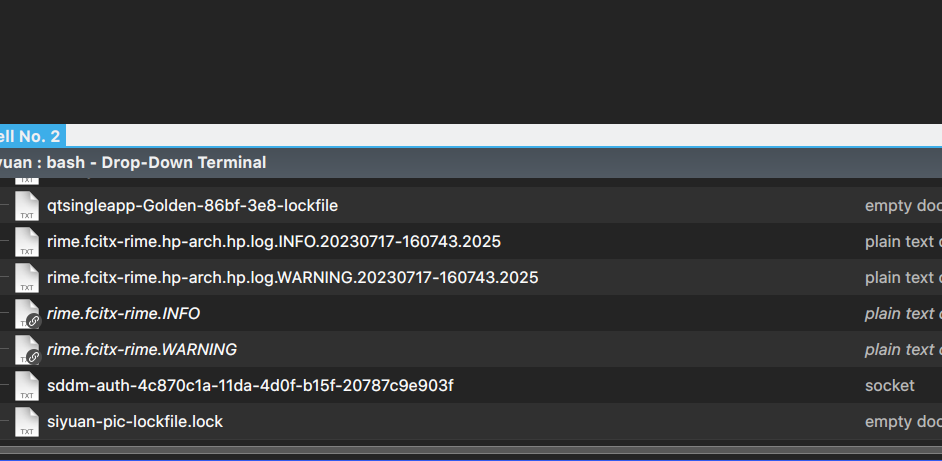 ell No. 2
yuan : bash - Drop-Down Terminal
TXT
TXT qtsingleapp-Golden-86bf-3e8-lockfile empty doc
TXT rime.fcitx-rime.hp-arch.hp.log.INFO.20230717-160743.2025 plain text d
TXT rime.fcitx-rime.hp-arch.hp.log.WARNING.20230717-160743.2025 plain text d
rime.fcitx-rime.INFO plain text d
rime.fcitx-rime.WARNING plain text d
TXT sddm-auth-4c870c1a-11da-4d0f-b15f-20787c9e903f socket
TXT siyuan-pic-lockfile.lock empty doc